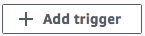 + Add trigger